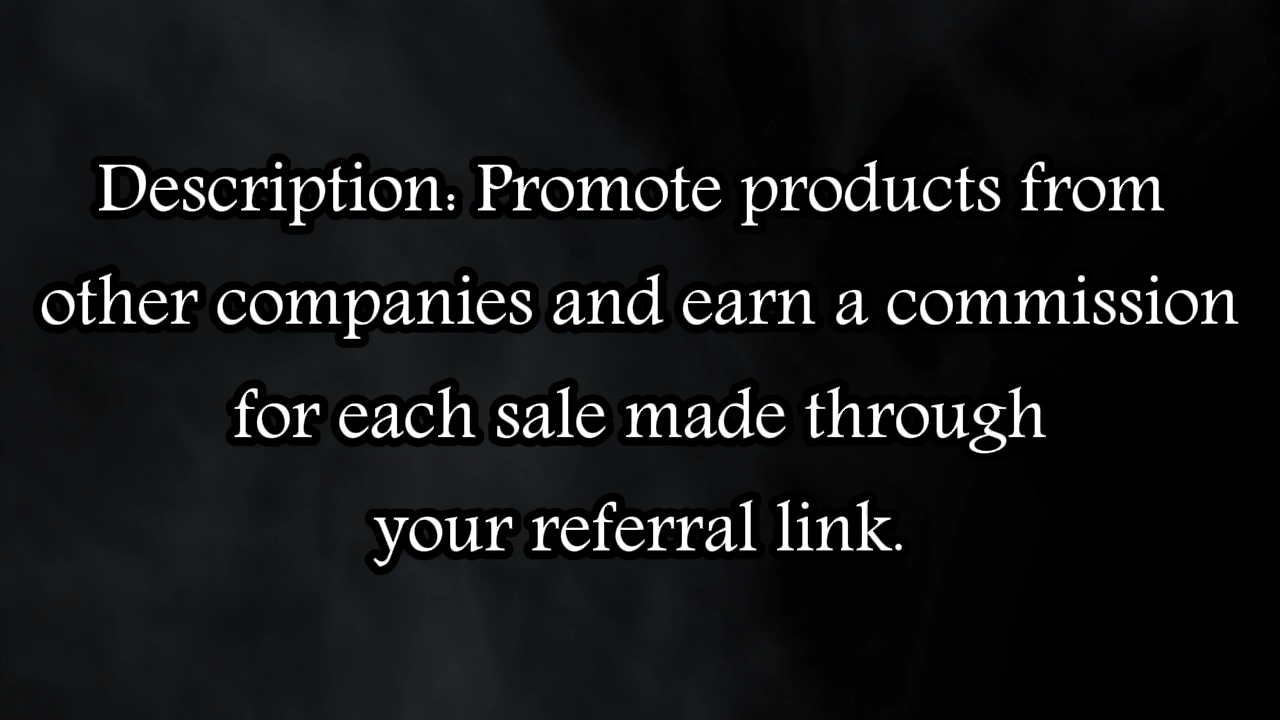 Description: Promote products from
other companies and earn a commission
for each sale made through
your referral link.